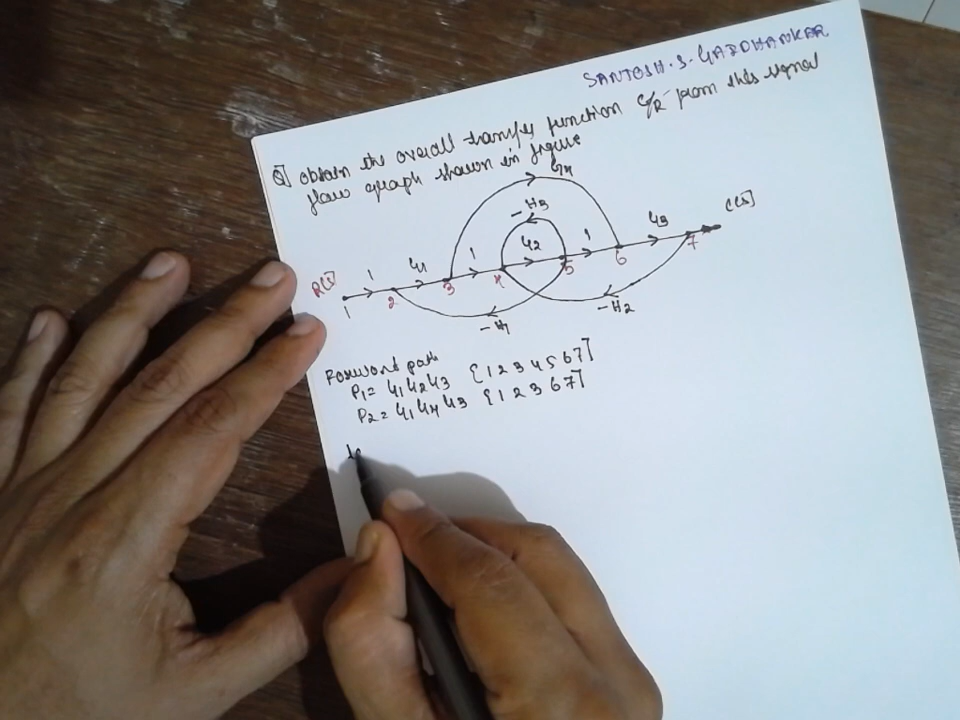 SANTOSH.S.GAIDHANKAR
Q] obtain the overall transfer function C/R from this signal
flow graph shown in figure
G4
-H3
C(s)
R(s) 1 G1 1 G2 1 G3
1 2 3 4 5 6 7
-H1 -H2
Forward path
P1 = G1G2G3 {1 2 3 4 5 6 7}
P2 = G1G4G3 {1 2 3 6 7}